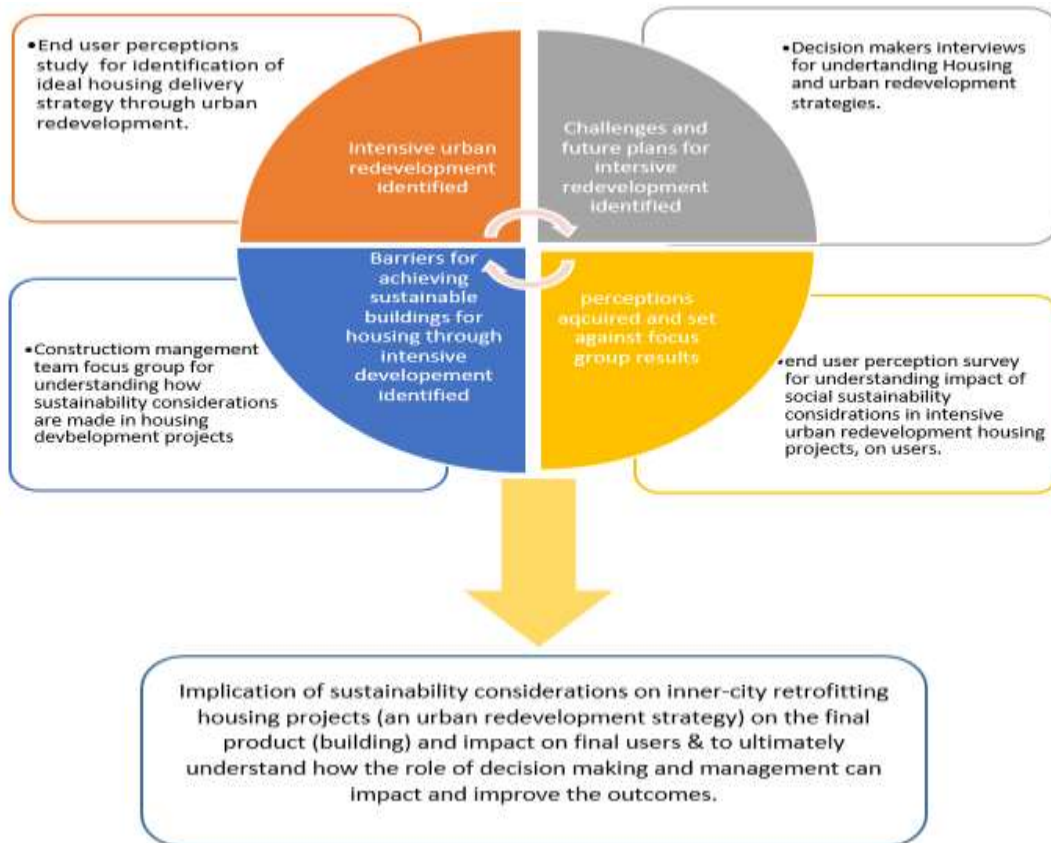 •End user perceptions
study for identification of
ideal housing delivery
strategy through urban
redevelopment.
Intensive urban
redevelopment
identified
Challenges and
future plans for
intersive
redevelopment
identified
•Decision makers interviews
for undertanding Housing
and urban redevelopment
strategies.
•Constructiom mangement
team focus group for
understanding how
sustainability considerations
are made in housing
devbelopment projects
Barriers for
achieving
sustainable
buildings for
housing through
intensive
developement
identified
perceptions
aqcuired and set
against focus
group results
•end user perception survey
for understanding impact of
social sustainability
considrations in intensive
urban redevelopment housing
projects, on users.
Implication of sustainability considerations on inner-city retrofitting
housing projects (an urban redevelopment strategy) on the final
product (building) and impact on final users & to ultimately
understand how the role of decision making and management can
impact and improve the outcomes.